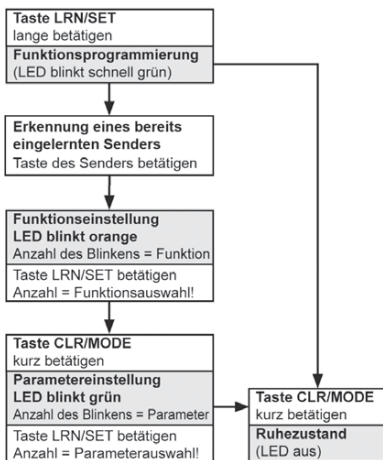 Taste LRN/SET
lange betätigen
Funktionsprogrammierung
(LED blinkt schnell grün)
Erkennung eines bereits
eingelernten Senders
Taste des Senders betätigen
Funktionseinstellung
LED blinkt orange
Anzahl des Blinkens = Funktion
Taste LRN/SET betätigen
Anzahl = Funktionsauswahl!
Taste CLR/MODE
kurz betätigen
Parametereinstellung
LED blinkt grün
Anzahl des Blinkens = Parameter
Taste LRN/SET betätigen
Anzahl = Parameterauswahl!
Taste CLR/MODE
kurz betätigen
Ruhezustand
(LED aus)